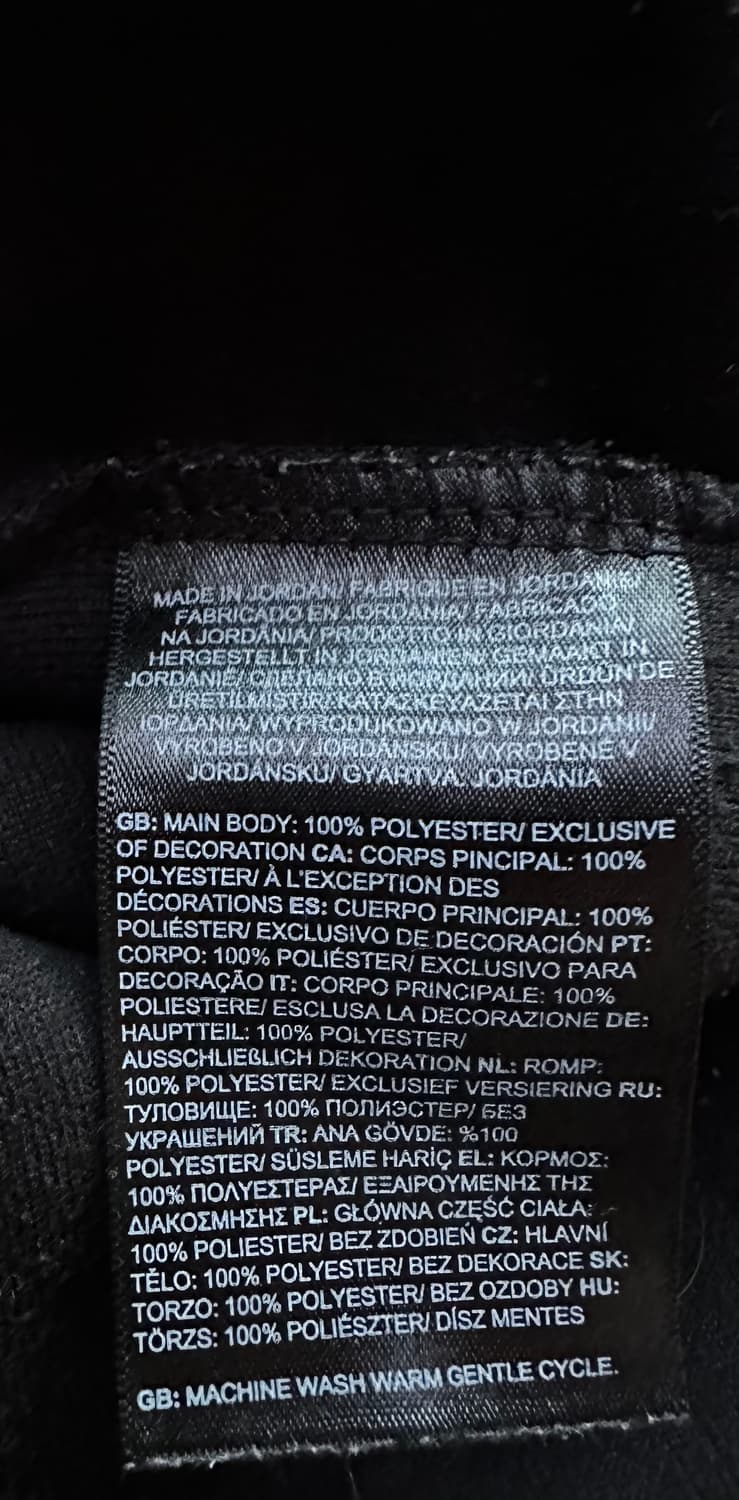 MADE IN JORDAN/ FABRIQUE EN JORDANIE/
FABRICADO EN JORDANIA/ FABRICADO
NA JORDÂNIA/ PRODOTTO IN GIORDANIA/
HERGESTELLT IN JORDANIEN/ GEMAAKT IN
JORDANIË/ СДЕЛАНО В ИОРДАНИИ/ ÜRDÜN'DE
ÜRETİLMİŞTİR/ ΚΑΤΑΣΚΕΥΑΖΕΤΑΙ ΣΤΗΝ
ΙΟΡΔΑΝΙΑ/ WYPRODUKOWANO W JORDANII/
VYROBENO V JORDÁNSKU/ VYROBENÉ V
JORDÁNSKU/ GYÁRTVA: JORDÁNIA
GB: MAIN BODY: 100% POLYESTER/ EXCLUSIVE
OF DECORATION CA: CORPS PINCIPAL: 100%
POLYESTER/ À L'EXCEPTION DES
DÉCORATIONS ES: CUERPO PRINCIPAL: 100%
POLIÉSTER/ EXCLUSIVO DE DECORACIÓN PT:
CORPO: 100% POLIÉSTER/ EXCLUSIVO PARA
DECORAÇÃO IT: CORPO PRINCIPALE: 100%
POLIESTERE/ ESCLUSA LA DECORAZIONE DE:
HAUPTTEIL: 100% POLYESTER/
AUSSCHLIEßLICH DEKORATION NL: ROMP:
100% POLYESTER/ EXCLUSIEF VERSIERING RU:
ТУЛОВИЩЕ: 100% ПОЛИЭСТЕР/ БЕЗ
УКРАШЕНИЙ TR: ANA GÖVDE: %100
POLYESTER/ SÜSLEME HARİÇ EL: ΚΟΡΜΟΣ:
100% ΠΟΛΥΕΣΤΕΡΑΣ/ ΕΞΑΙΡΟΥΜΕΝΗΣ ΤΗΣ
ΔΙΑΚΟΣΜΗΣΗΣ PL: GŁÓWNA CZĘŚĆ CIAŁA:
100% POLIESTER/ BEZ ZDOBIEŃ CZ: HLAVNÍ
TĚLO: 100% POLYESTER/ BEZ DEKORACE SK:
TORZO: 100% POLYESTER/ BEZ OZDOBY HU:
TÖRZS: 100% POLIÉSZTER/ DÍSZ MENTES
GB: MACHINE WASH WARM GENTLE CYCLE.